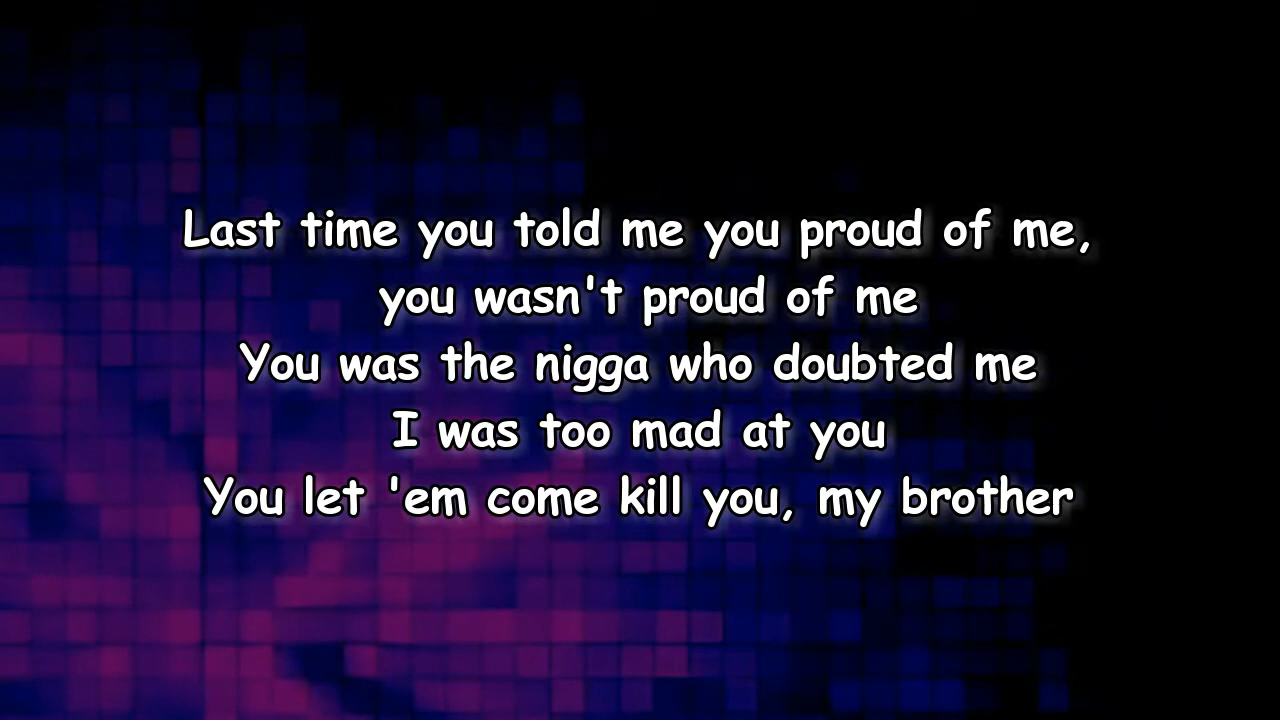 Last time you told me you proud of me,
you wasn't proud of me
You was the nigga who doubted me
I was too mad at you
You let 'em come kill you, my brother